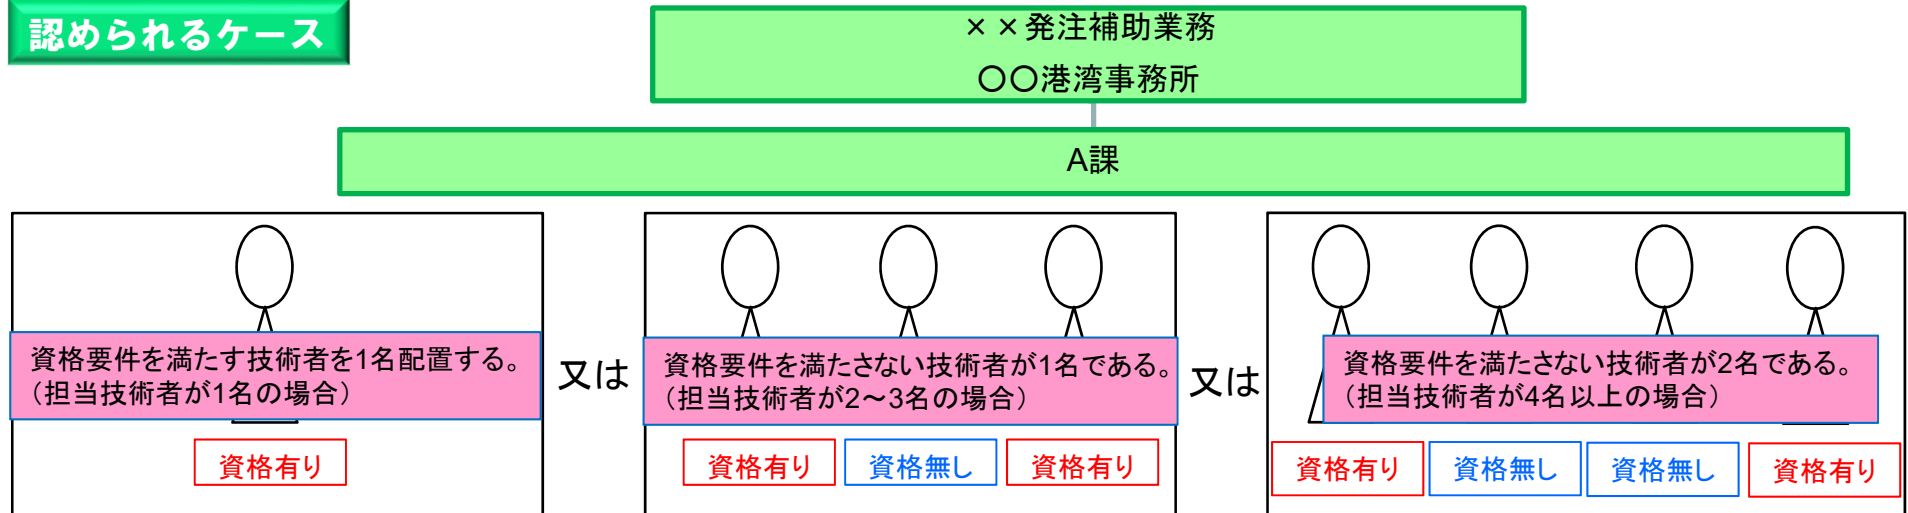 認められるケース
××発注補助業務
〇〇港湾事務所
A課
資格要件を満たす技術者を1名配置する。
（担当技術者が1名の場合）
資格有り
又は
資格要件を満たさない技術者が1名である。
（担当技術者が2～3名の場合）
資格有り
資格無し
資格有り
又は
資格要件を満たさない技術者が2名である。
（担当技術者が4名以上の場合）
資格有り
資格無し
資格無し
資格有り